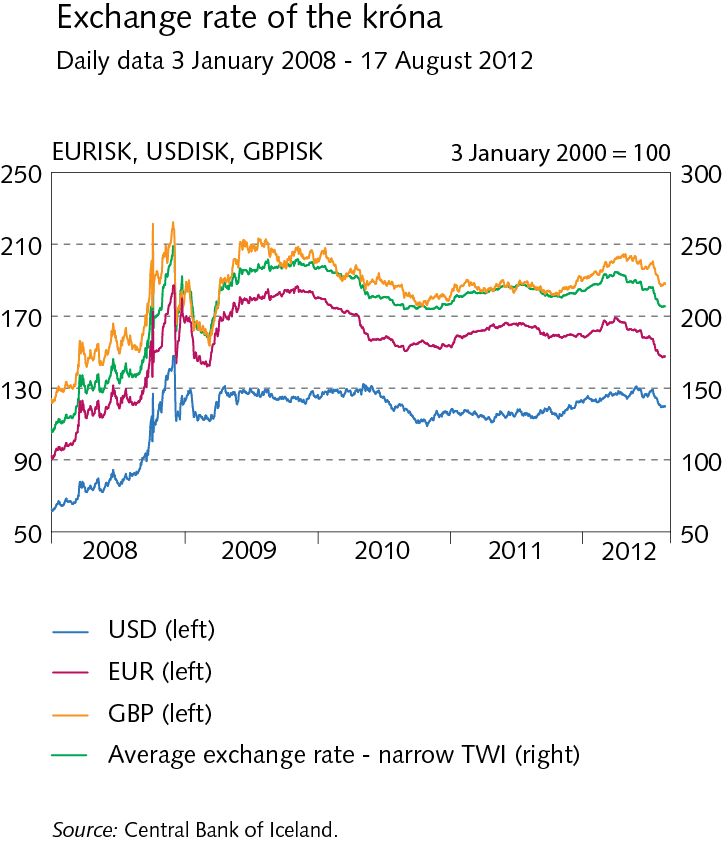 Exchange rate of the króna
Daily data 3 January 2008 - 17 August 2012
EURISK, USDISK, GBPISK 3 January 2000 = 100
250 300
210 250
170 200
130 150
90 100
50 50
2008 2009 2010 2011 2012
USD (left)
EUR (left)
GBP (left)
Average exchange rate - narrow TWI (right)
Source: Central Bank of Iceland.